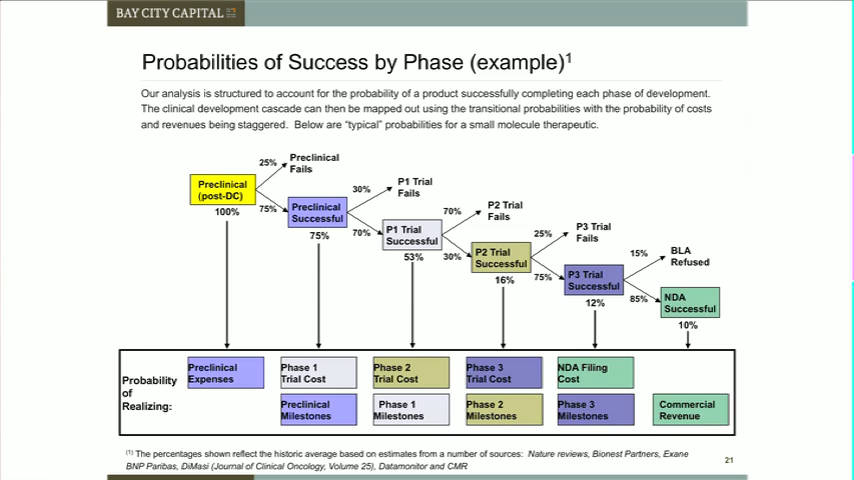 BAY CITY CAPITAL
Probabilities of Success by Phase (example)1
Our analysis is structured to account for the probability of a product successfully completing each phase of development.
The clinical development cascade can then be mapped out using the transitional probabilities with the probability of costs
and revenues being staggered. Below are “typical” probabilities for a small molecule therapeutic.
Preclinical
(post-DC)
100%
25%
Preclinical
Fails
75%
Preclinical
Successful
75%
30%
P1 Trial
Fails
70%
P1 Trial
Successful
53%
70%
P2 Trial
Fails
30%
P2 Trial
Successful
16%
25%
P3 Trial
Fails
75%
P3 Trial
Successful
12%
15%
BLA
Refused
85%
NDA
Successful
10%
Probability
of
Realizing:
Preclinical
Expenses
Phase 1
Trial Cost
Phase 2
Trial Cost
Phase 3
Trial Cost
NDA Filing
Cost
Preclinical
Milestones
Phase 1
Milestones
Phase 2
Milestones
Phase 3
Milestones
Commercial
Revenue
(1) The percentages shown reflect the historic average based on estimates from a number of sources: Nature reviews, Bionest Partners, Exane
BNP Paribas, DiMasi (Journal of Clinical Oncology, Volume 25), Datamonitor and CMR
21